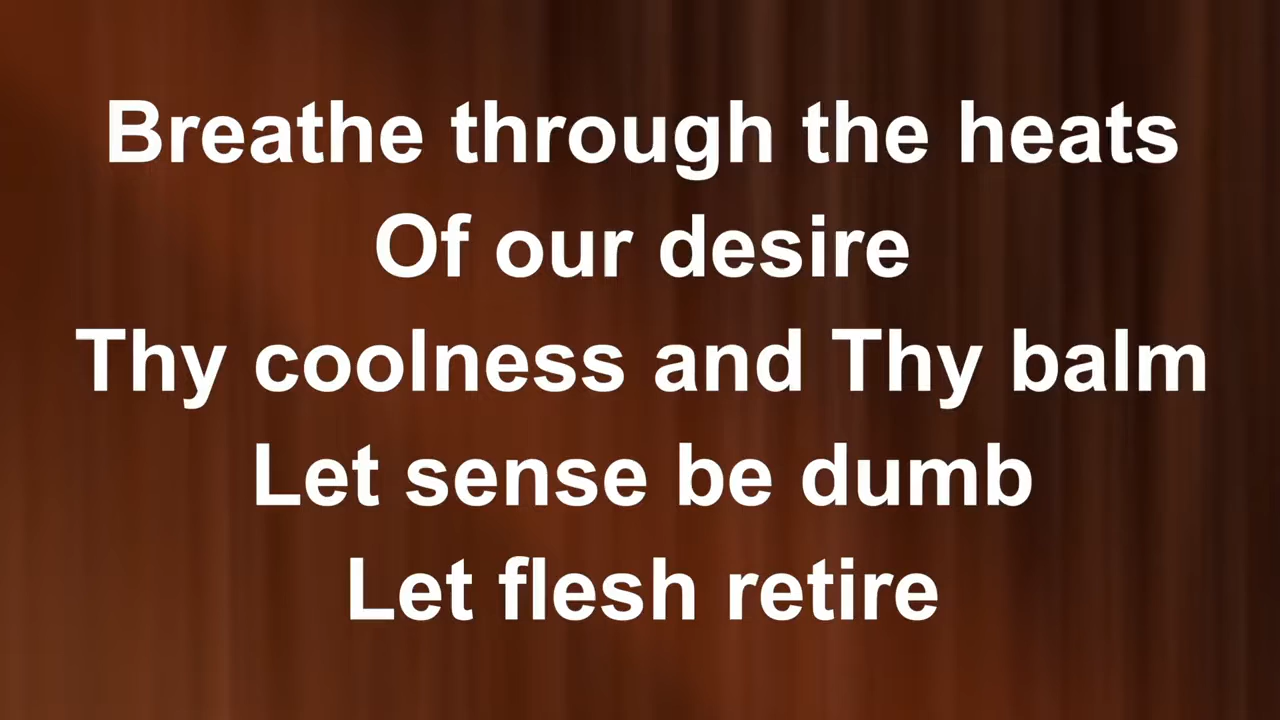 Breathe through the heats
Of our desire
Thy coolness and Thy balm
Let sense be dumb
Let flesh retire